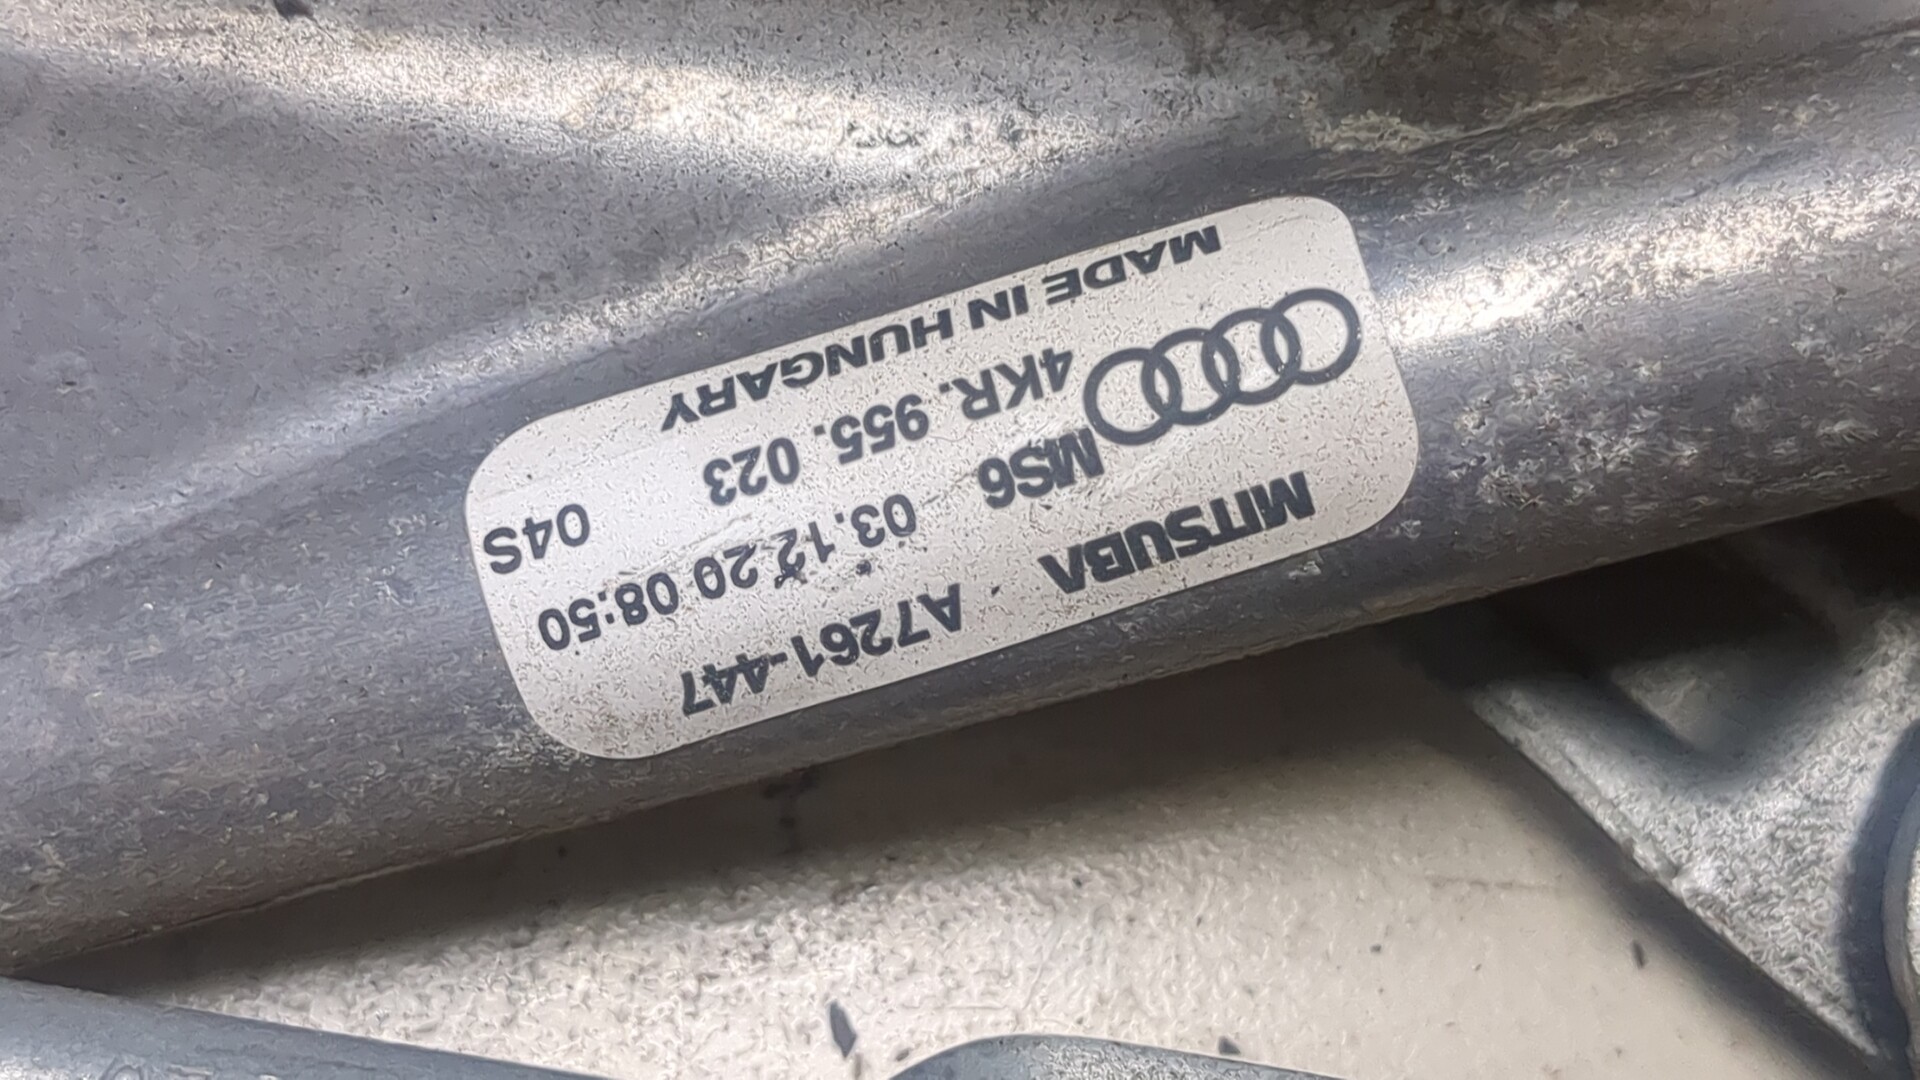 MITSUBA A7261-447
MS6 03.12.20 08:50
4KR. 955. 023 04S
MADE IN HUNGARY